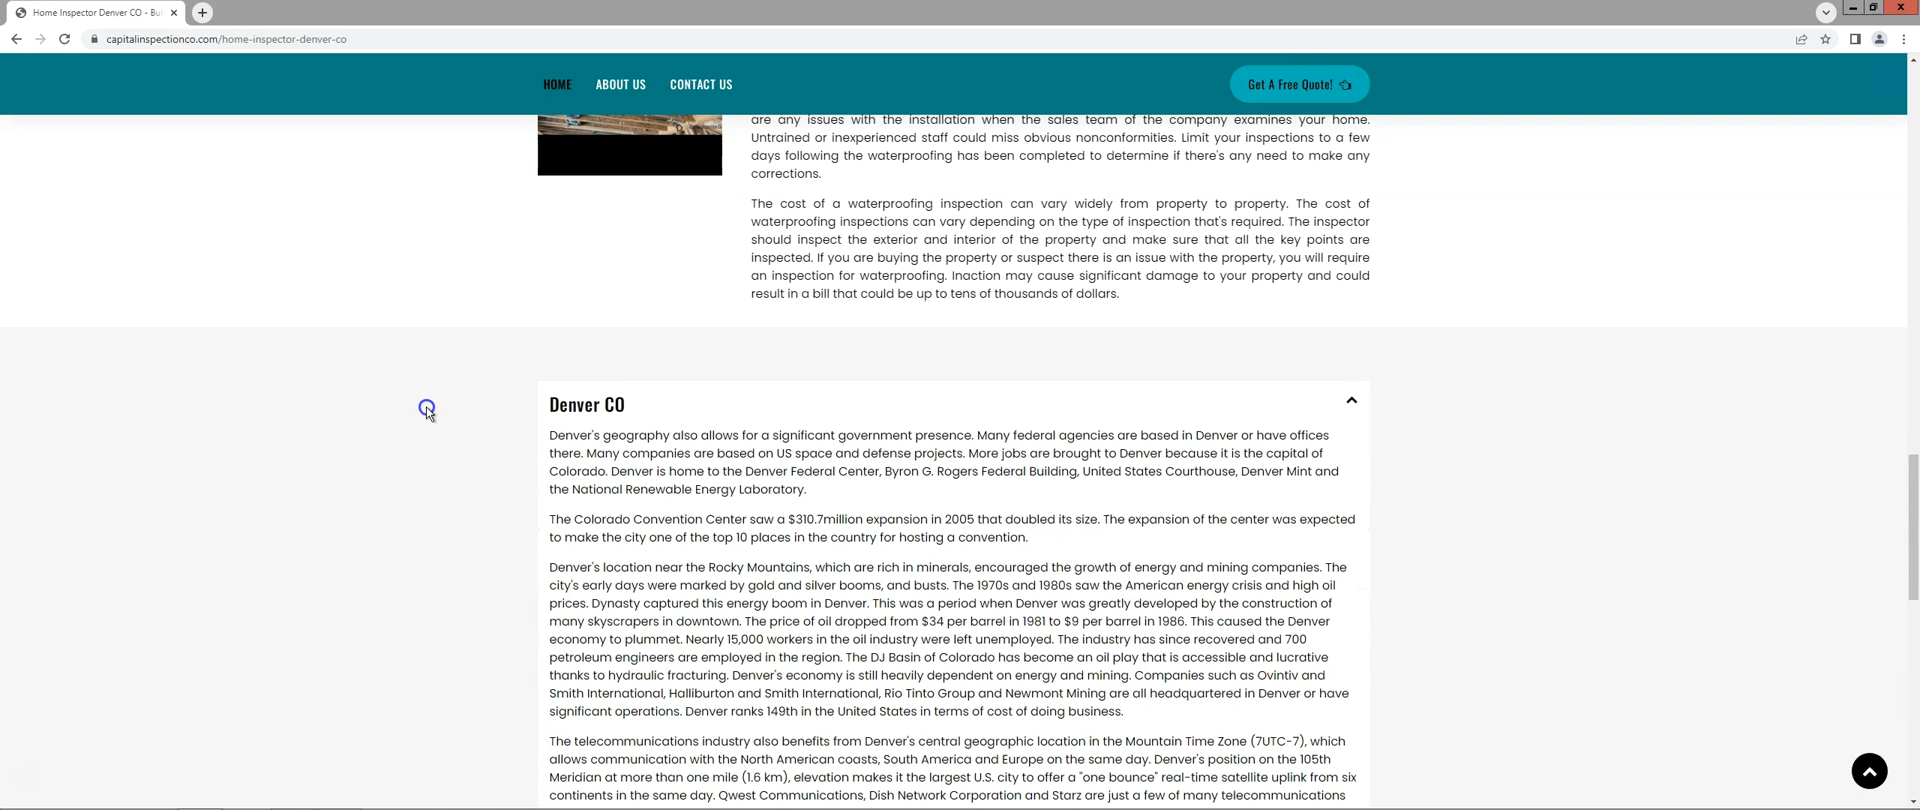 Home Inspector Denver CO - Bui
capitalinspectionco.com/home-inspector-denver-co
HOME
ABOUT US
CONTACT US
Get A Free Quote!
are any issues with the installation when the sales team of the company examines your home.
Untrained or inexperienced staff could miss obvious nonconformities. Limit your inspections to a few
days following the waterproofing has been completed to determine if there's any need to make any
corrections.
The cost of a waterproofing inspection can vary widely from property to property. The cost of
waterproofing inspections can vary depending on the type of inspection that's required. The inspector
should inspect the exterior and interior of the property and make sure that all the key points are
inspected. If you are buying the property or suspect there is an issue with the property, you will require
an inspection for waterproofing. Inaction may cause significant damage to your property and could
result in a bill that could be up to tens of thousands of dollars.
Denver CO
Denver's geography also allows for a significant government presence. Many federal agencies are based in Denver or have offices
there. Many companies are based on US space and defense projects. More jobs are brought to Denver because it is the capital of
Colorado. Denver is home to the Denver Federal Center, Byron G. Rogers Federal Building, United States Courthouse, Denver Mint and
the National Renewable Energy Laboratory.
The Colorado Convention Center saw a $310.7million expansion in 2005 that doubled its size. The expansion of the center was expected
to make the city one of the top 10 places in the country for hosting a convention.
Denver's location near the Rocky Mountains, which are rich in minerals, encouraged the growth of energy and mining companies. The
city's early days were marked by gold and silver booms, and busts. The 1970s and 1980s saw the American energy crisis and high oil
prices. Dynasty captured this energy boom in Denver. This was a period when Denver was greatly developed by the construction of
many skyscrapers in downtown. The price of oil dropped from $34 per barrel in 1981 to $9 per barrel in 1986. This caused the Denver
economy to plummet. Nearly 15,000 workers in the oil industry were left unemployed. The industry has since recovered and 700
petroleum engineers are employed in the region. The DJ Basin of Colorado has become an oil play that is accessible and lucrative
thanks to hydraulic fracturing. Denver's economy is still heavily dependent on energy and mining. Companies such as Ovintiv and
Smith International, Halliburton and Smith International, Rio Tinto Group and Newmont Mining are all headquartered in Denver or have
significant operations. Denver ranks 149th in the United States in terms of cost of doing business.
The telecommunications industry also benefits from Denver's central geographic location in the Mountain Time Zone (7UTC-7), which
allows communication with the North American coasts, South America and Europe on the same day. Denver's position on the 105th
Meridian at more than one mile (1.6 km), elevation makes it the largest U.S. city to offer a "one bounce" real-time satellite uplink from six
continents in the same day. Qwest Communications, Dish Network Corporation and Starz are just a few of many telecommunications